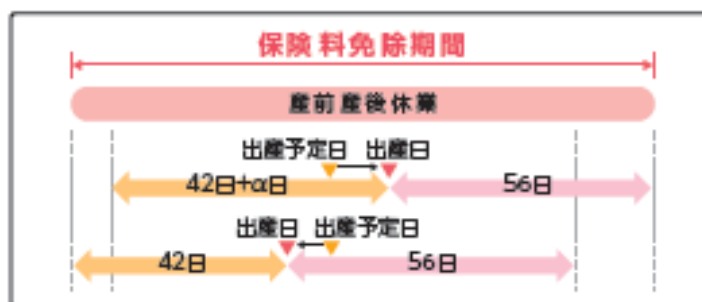 保険料免除期間
産前産後休業
出産予定日 出産日
42日+α日 56日
出産日 出産予定日
42日 56日